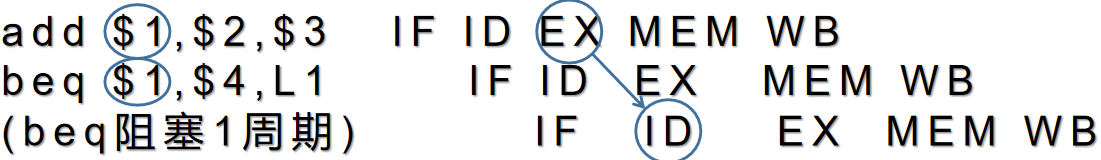 add $1,$2,$3 IF ID EX MEM WB
beq $1,$4,L1 IF ID EX MEM WB
(beq阻塞1周期) IF ID EX MEM WB